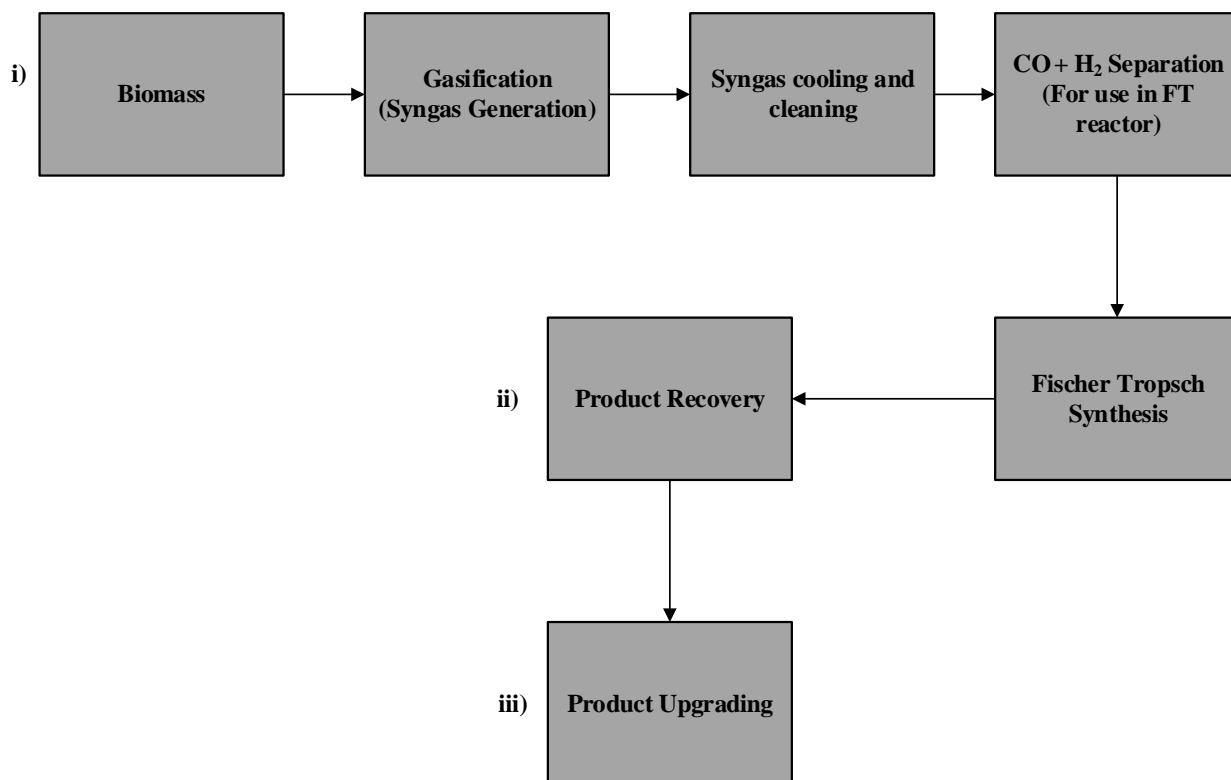 i)
Biomass
Gasification
(Syngas Generation)
Syngas cooling and
cleaning
CO + H₂ Separation
(For use in FT
reactor)
ii)
Product Recovery
Fischer Tropsch
Synthesis
iii)
Product Upgrading